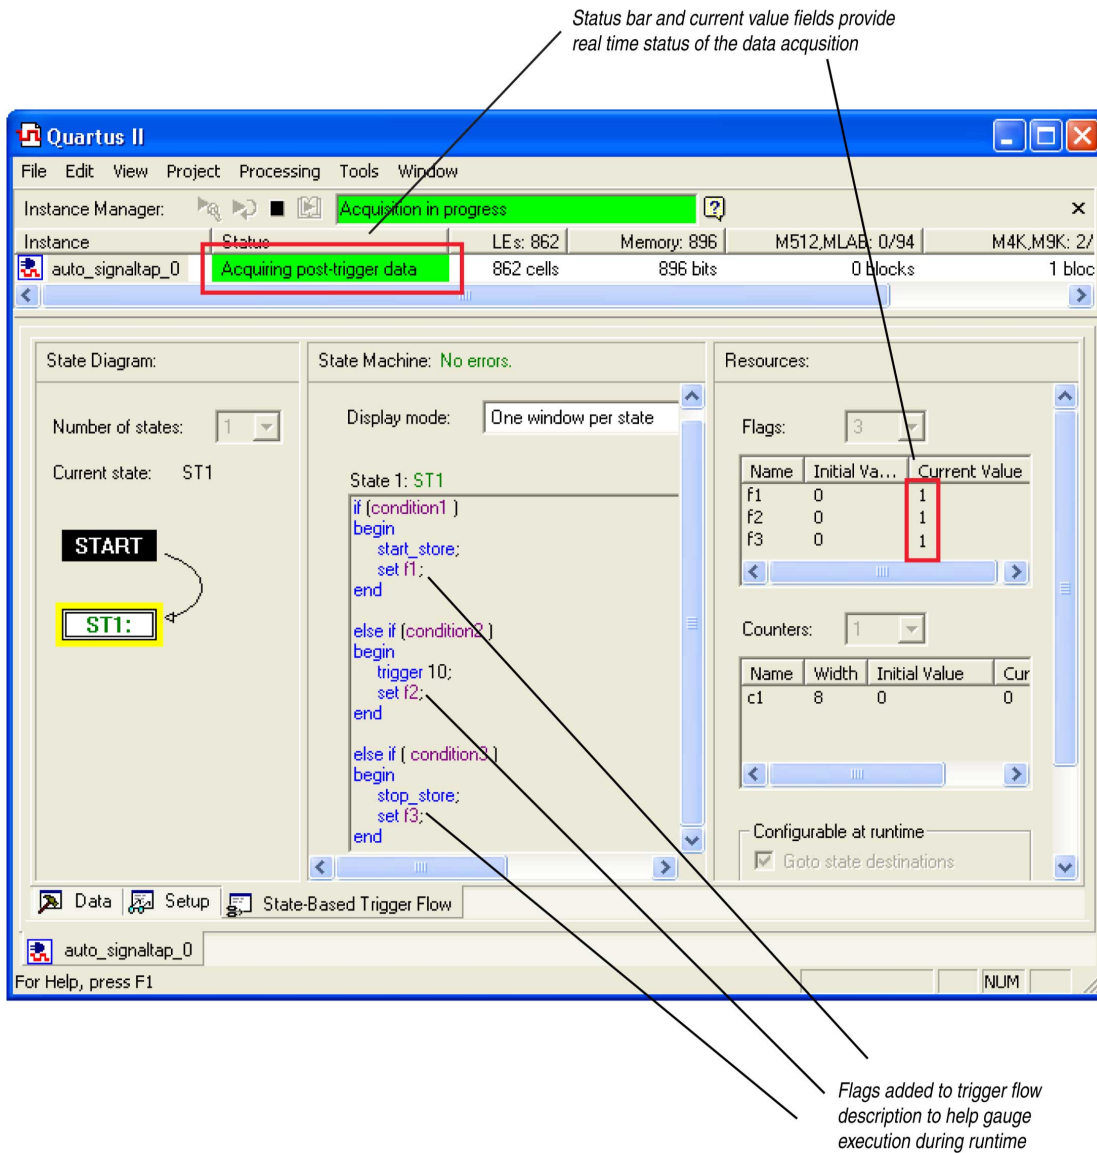 Status bar and current value fields provide
real time status of the data acqusition
Quartus II
File Edit View Project Processing Tools Window
Instance Manager: Acquisition in progress
Instance Status LEs: 862 Memory: 896 M512,MLAB: 0/94 M4K,M9K: 2/
auto_signaltap_0 Acquiring post-trigger data 862 cells 896 bits 0 blocks 1 bloc
State Diagram:
Number of states: 1
Current state: ST1
START
ST1:
State Machine: No errors.
Display mode: One window per state
State 1: ST1
if (condition1 )
begin
start_store;
set f1;
end
else if (condition2 )
begin
trigger 10;
set f2;
end
else if ( condition3 )
begin
stop_store;
set f3;
end
Resources:
Flags: 3
Name Initial Va... Current Value
f1 0 1
f2 0 1
f3 0 1
Counters: 1
Name Width Initial Value Cur
c1 8 0 0
Configurable at runtime
Goto state destinations
Data Setup State-Based Trigger Flow
auto_signaltap_0
For Help, press F1 NUM
Flags added to trigger flow
description to help gauge
execution during runtime